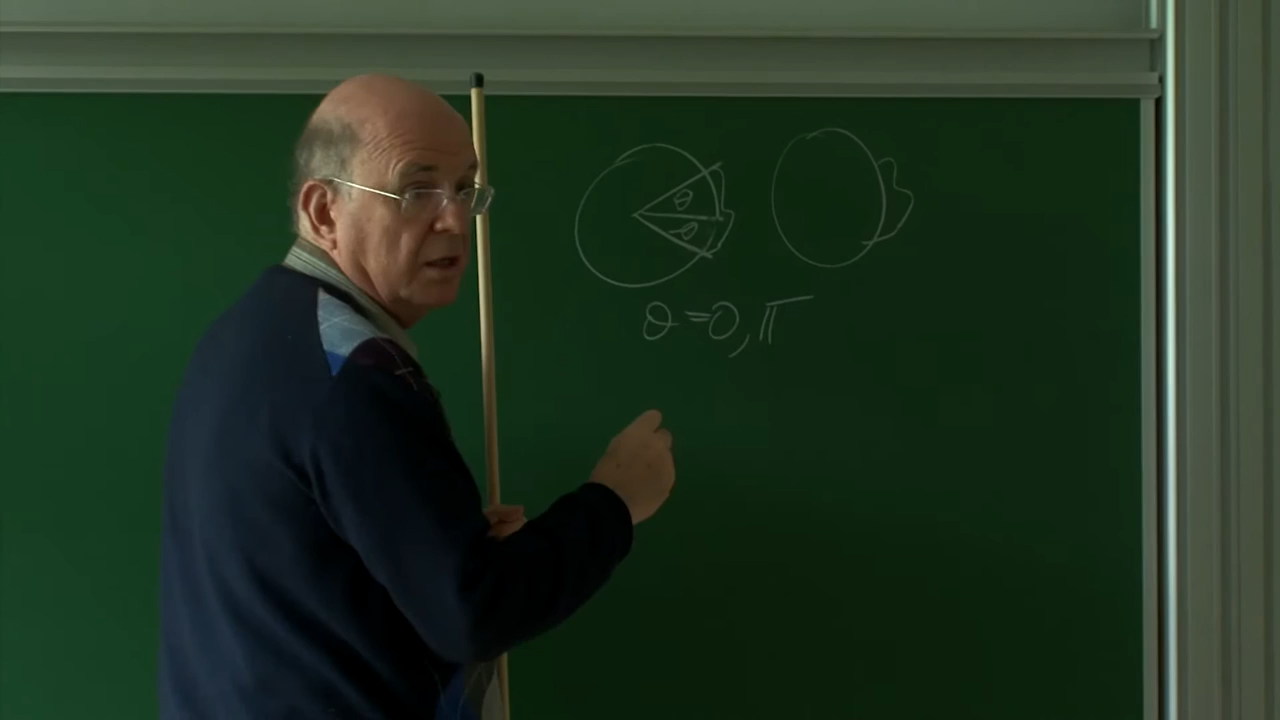 θ
-θ
θ = 0, π